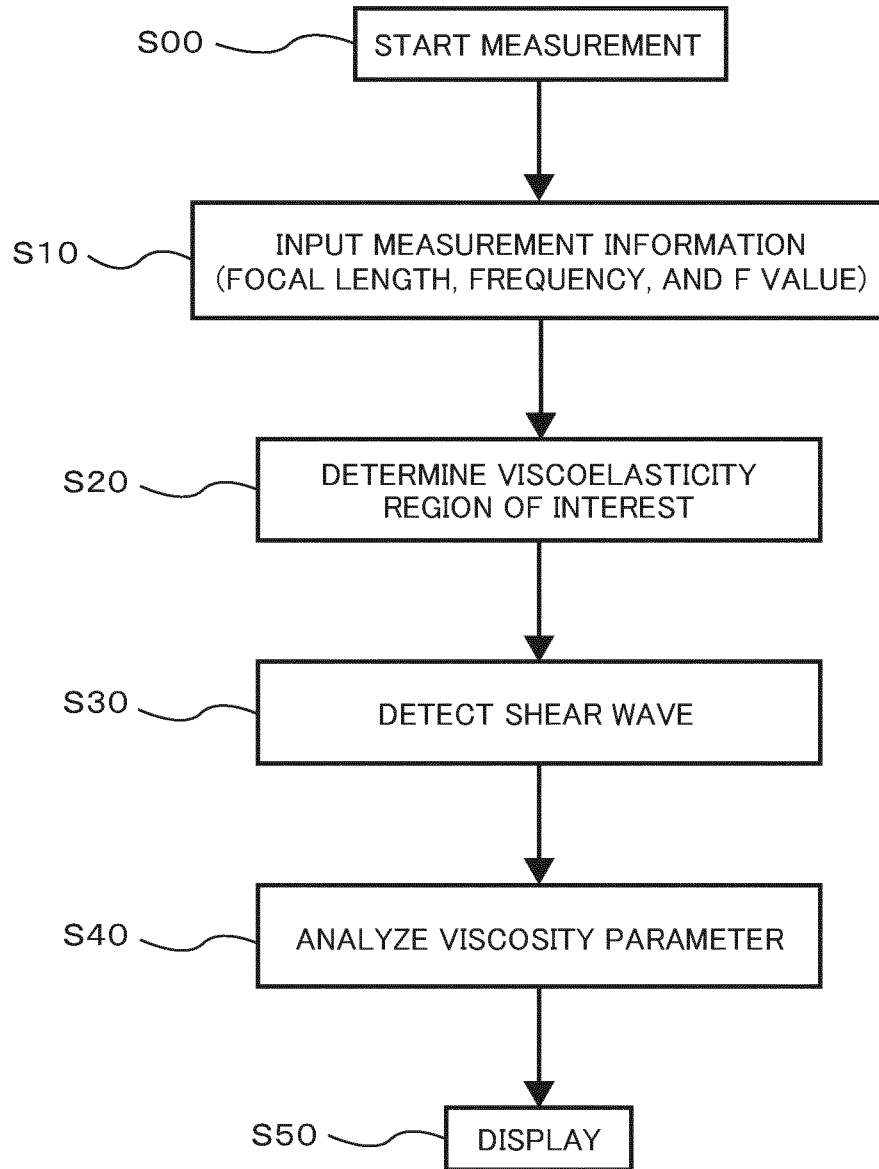 S00
START MEASUREMENT
S10
INPUT MEASUREMENT INFORMATION
(FOCAL LENGTH, FREQUENCY, AND F VALUE)
S20
DETERMINE VISCOELASTICITY
REGION OF INTEREST
S30
DETECT SHEAR WAVE
S40
ANALYZE VISCOSITY PARAMETER
S50
DISPLAY